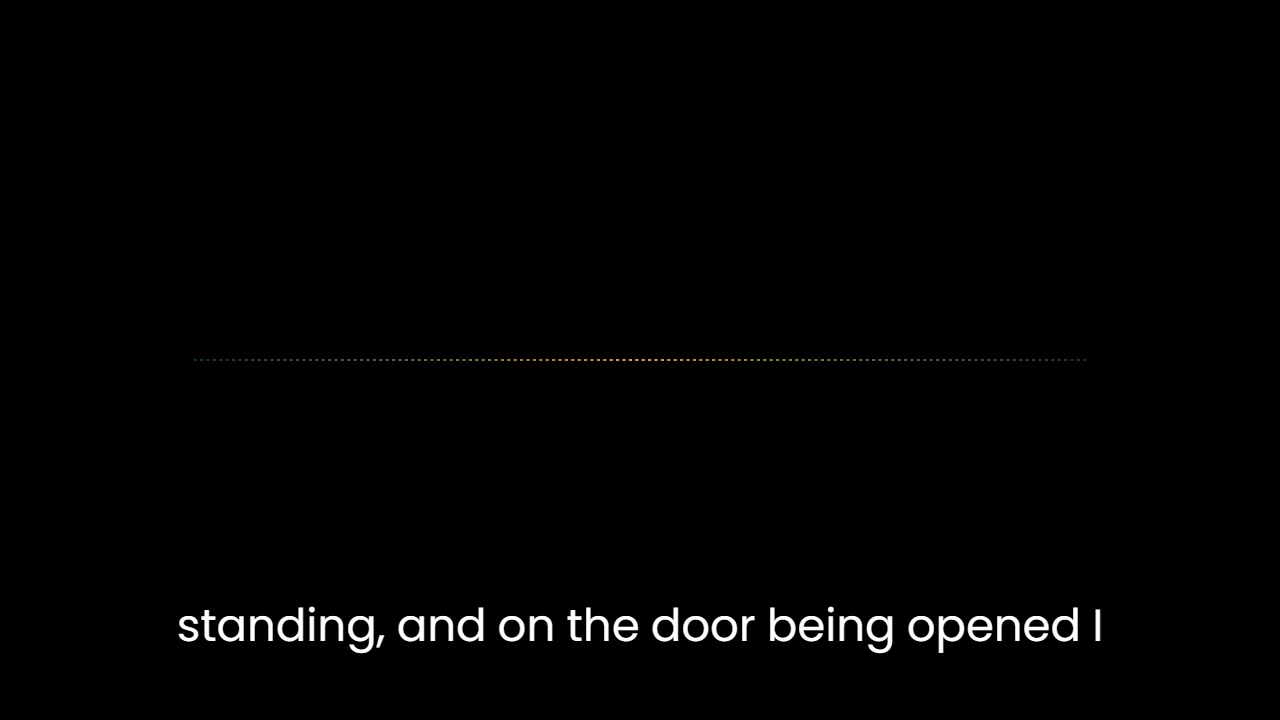 standing, and on the door being opened I